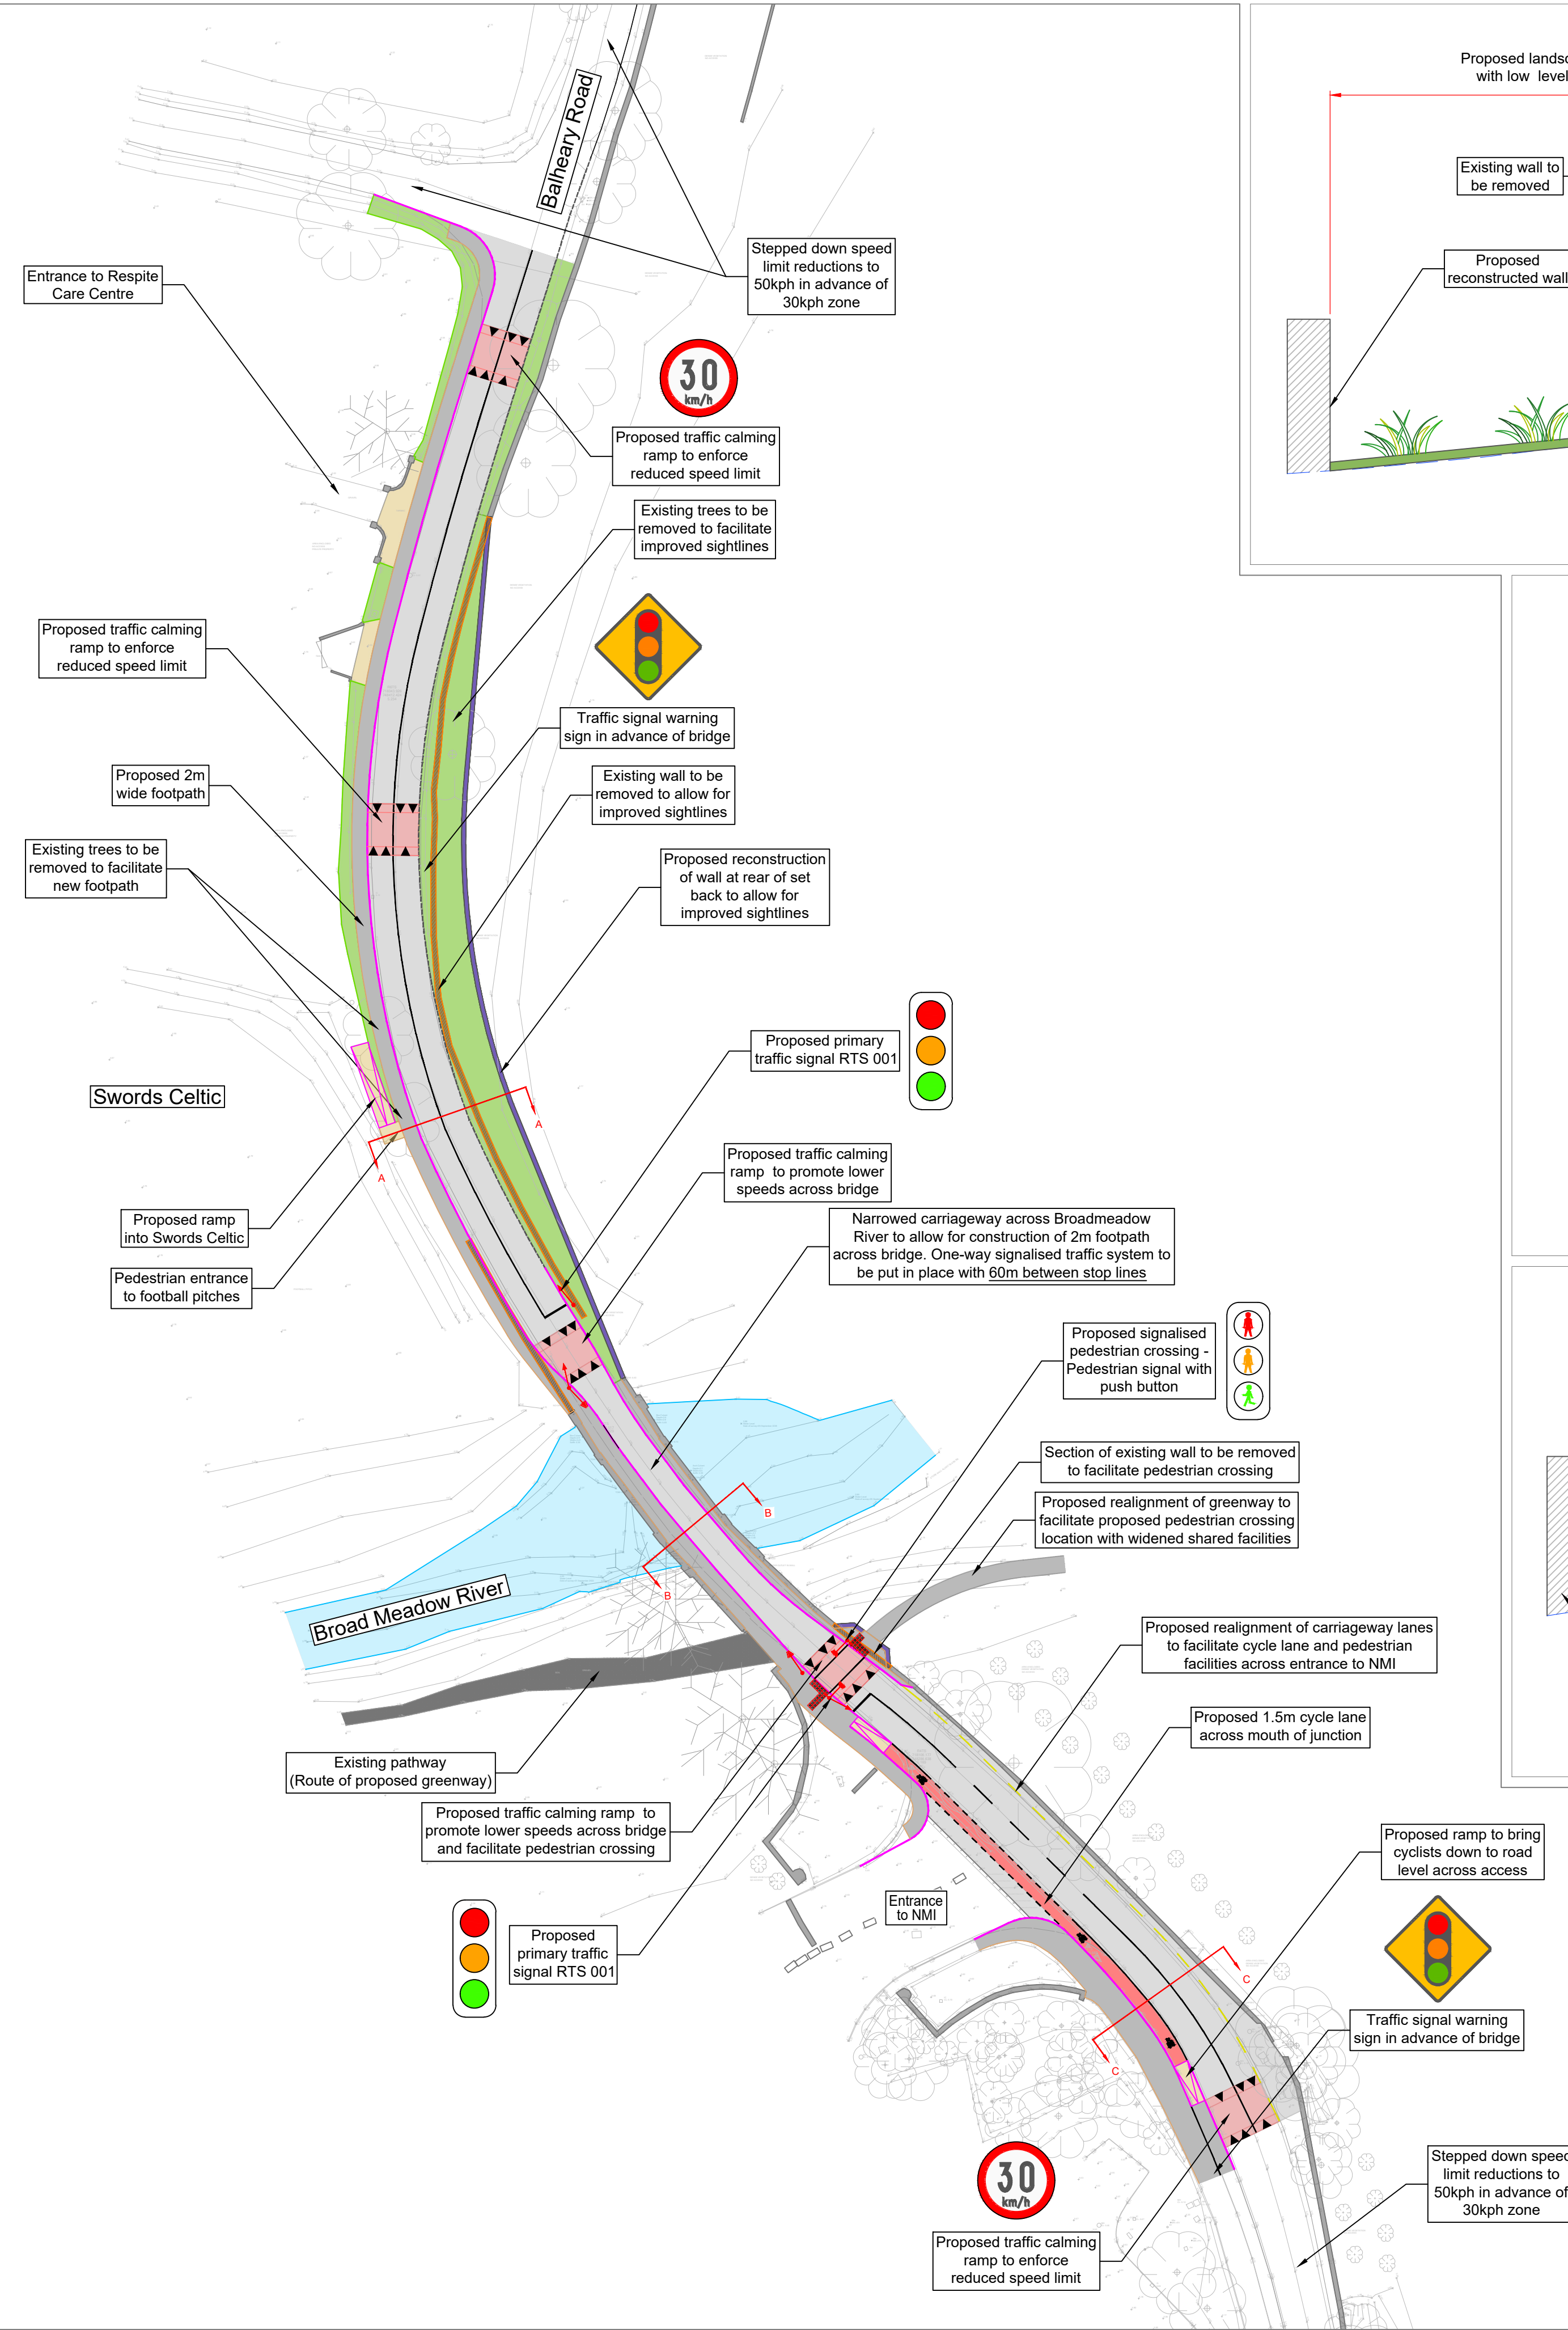 Balheary Road
Proposed landsc
with low level
Existing wall to
be removed
Proposed
reconstructed wall
Stepped down speed
limit reductions to
50kph in advance of
30kph zone
Entrance to Respite
Care Centre
30
km/h
Proposed traffic calming
ramp to enforce
reduced speed limit
Existing trees to be
removed to facilitate
improved sightlines
Proposed traffic calming
ramp to enforce
reduced speed limit
Traffic signal warning
sign in advance of bridge
Proposed 2m
wide footpath
Existing wall to be
removed to allow for
improved sightlines
Existing trees to be
removed to facilitate
new footpath
Proposed reconstruction
of wall at rear of set
back to allow for
improved sightlines
Proposed primary
traffic signal RTS 001
Swords Celtic
A
A
Proposed traffic calming
ramp to promote lower
speeds across bridge
Proposed ramp
into Swords Celtic
Narrowed carriageway across Broadmeadow
River to allow for construction of 2m footpath
across bridge. One-way signalised traffic system to
be put in place with 60m between stop lines
Pedestrian entrance
to football pitches
Proposed signalised
pedestrian crossing -
Pedestrian signal with
push button
Section of existing wall to be removed
to facilitate pedestrian crossing
Proposed realignment of greenway to
facilitate proposed pedestrian crossing
location with widened shared facilities
B
B
Broad Meadow River
Proposed realignment of carriageway lanes
to facilitate cycle lane and pedestrian
facilities across entrance to NMI
Proposed 1.5m cycle lane
across mouth of junction
Existing pathway
(Route of proposed greenway)
Proposed traffic calming ramp to
promote lower speeds across bridge
and facilitate pedestrian crossing
Proposed ramp to bring
cyclists down to road
level across access
Entrance
to NMI
Proposed
primary traffic
signal RTS 001
C
C
Traffic signal warning
sign in advance of bridge
30
km/h
Stepped down speed
limit reductions to
50kph in advance of
30kph zone
Proposed traffic calming
ramp to enforce
reduced speed limit